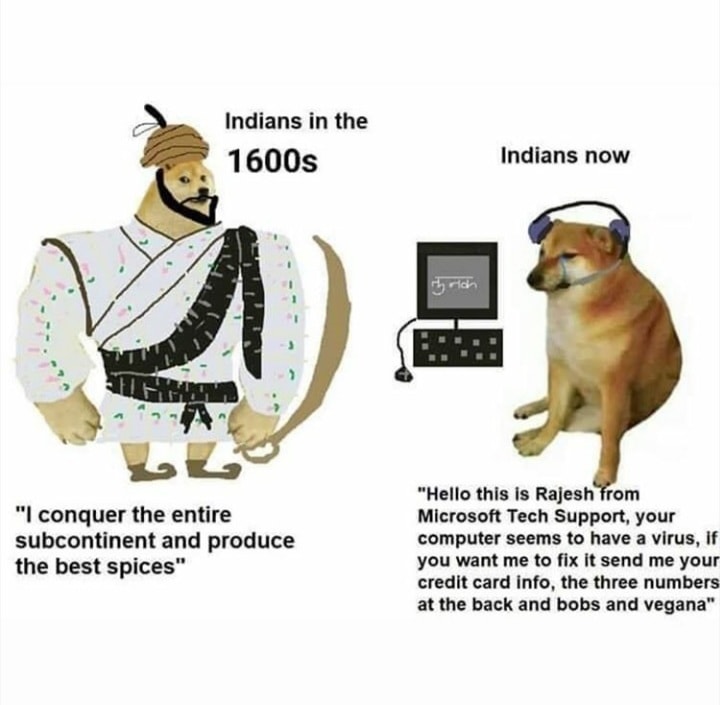 Indians in the
1600s
Indians now
"I conquer the entire
subcontinent and produce
the best spices"
"Hello this is Rajesh from
Microsoft Tech Support, your
computer seems to have a virus, if
you want me to fix it send me your
credit card info, the three numbers
at the back and bobs and vegana"